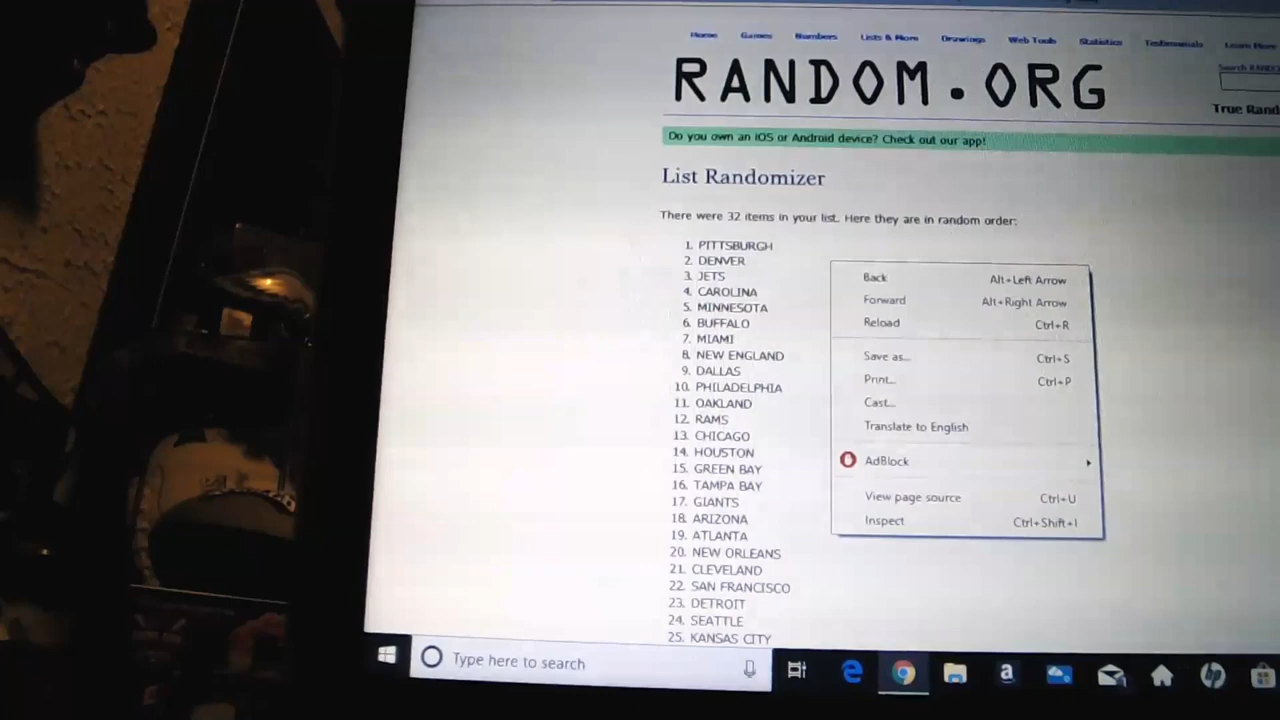 Home Games Numbers Lists & More Drawings Web Tools Statistics Testimonials Learn More
RANDOM.ORG
Search RANDO
True Rand
Do you own an iOS or Android device? Check out our app!
List Randomizer
There were 32 items in your list. Here they are in random order:
1. PITTSBURGH
2. DENVER
3. JETS
4. CAROLINA
5. MINNESOTA
6. BUFFALO
7. MIAMI
8. NEW ENGLAND
9. DALLAS
10. PHILADELPHIA
11. OAKLAND
12. RAMS
13. CHICAGO
14. HOUSTON
15. GREEN BAY
16. TAMPA BAY
17. GIANTS
18. ARIZONA
19. ATLANTA
20. NEW ORLEANS
21. CLEVELAND
22. SAN FRANCISCO
23. DETROIT
24. SEATTLE
25. KANSAS CITY
Back Alt+Left Arrow
Forward Alt+Right Arrow
Reload Ctrl+R
Save as... Ctrl+S
Print... Ctrl+P
Cast...
Translate to English
AdBlock
View page source Ctrl+U
Inspect Ctrl+Shift+I
Type here to search